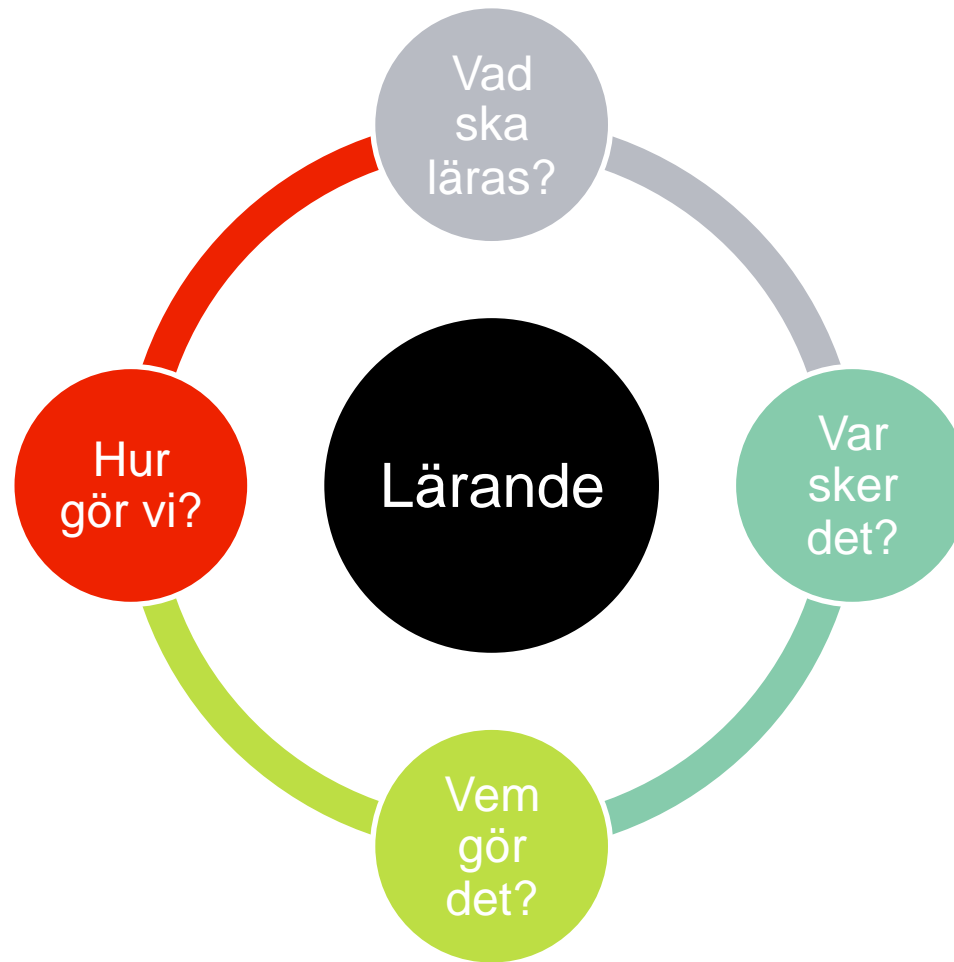 Vad
ska
läras?
Hur
gör vi?
Lärande
Var
sker
det?
Vem
gör
det?